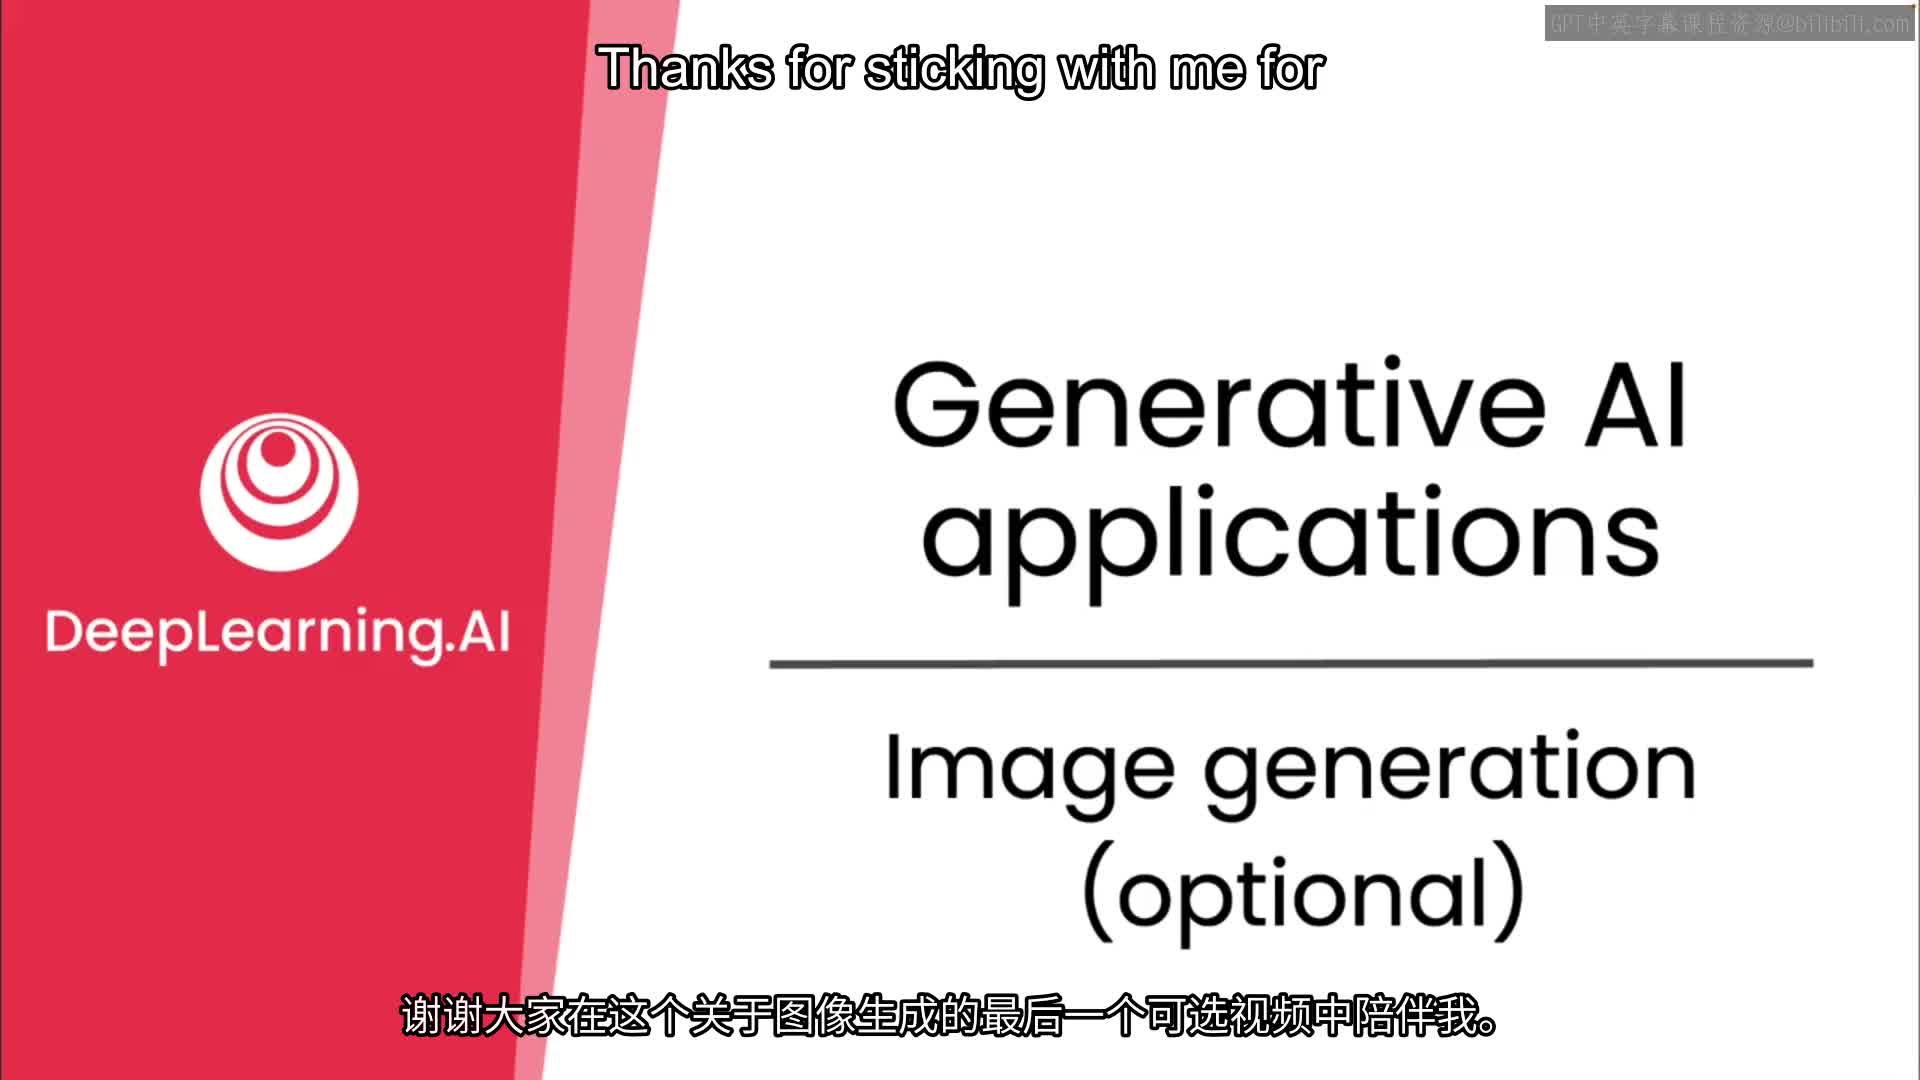 GPT中英字幕课程资源@bilibili.com
Thanks for sticking with me for
Generative AI
applications
DeepLearning.AI
Image generation
(optional)
谢谢大家在这个关于图像生成的最后一个可选视频中陪伴我。